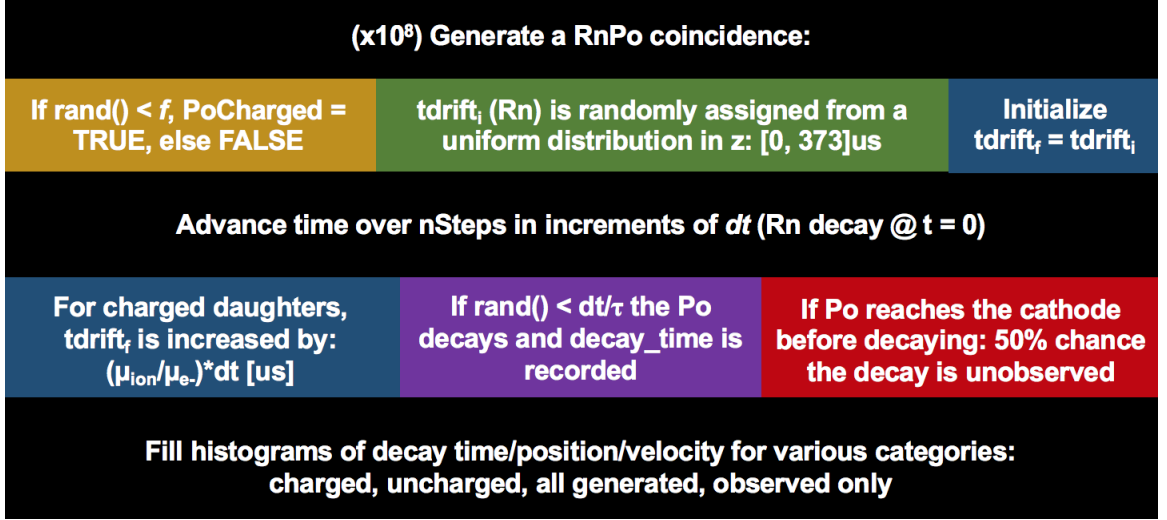 (x10⁸) Generate a RnPo coincidence:
If rand() < f, PoCharged =
TRUE, else FALSE
tdriftᵢ (Rn) is randomly assigned from a
uniform distribution in z: [0, 373]us
Initialize
tdrift_f = tdriftᵢ
Advance time over nSteps in increments of dt (Rn decay @ t = 0)
For charged daughters,
tdrift_f is increased by:
(μ_ion/μ_e-)*dt [us]
If rand() < dt/τ the Po
decays and decay_time is
recorded
If Po reaches the cathode
before decaying: 50% chance
the decay is unobserved
Fill histograms of decay time/position/velocity for various categories:
charged, uncharged, all generated, observed only